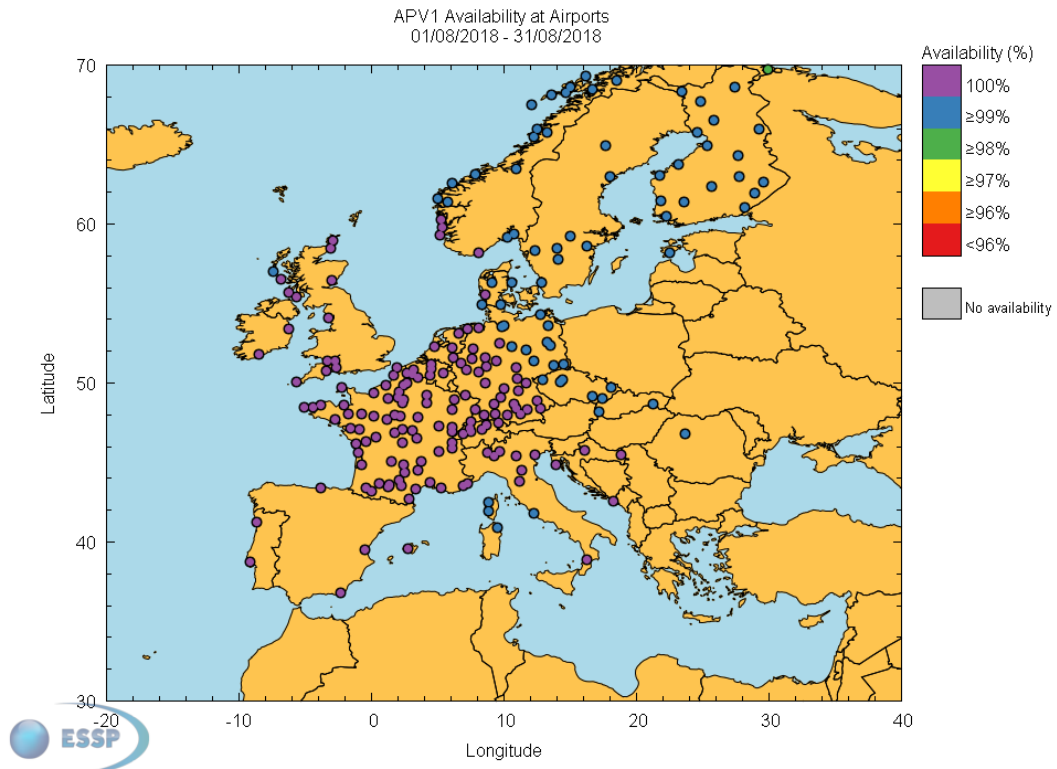 APV1 Availability at Airports
01/08/2018 - 31/08/2018
Availability (%)
100%
≥99%
≥98%
≥97%
≥96%
<96%
No availability
70
60
50
40
30
Latitude
-20
-10
0
10
20
30
40
Longitude
ESSP